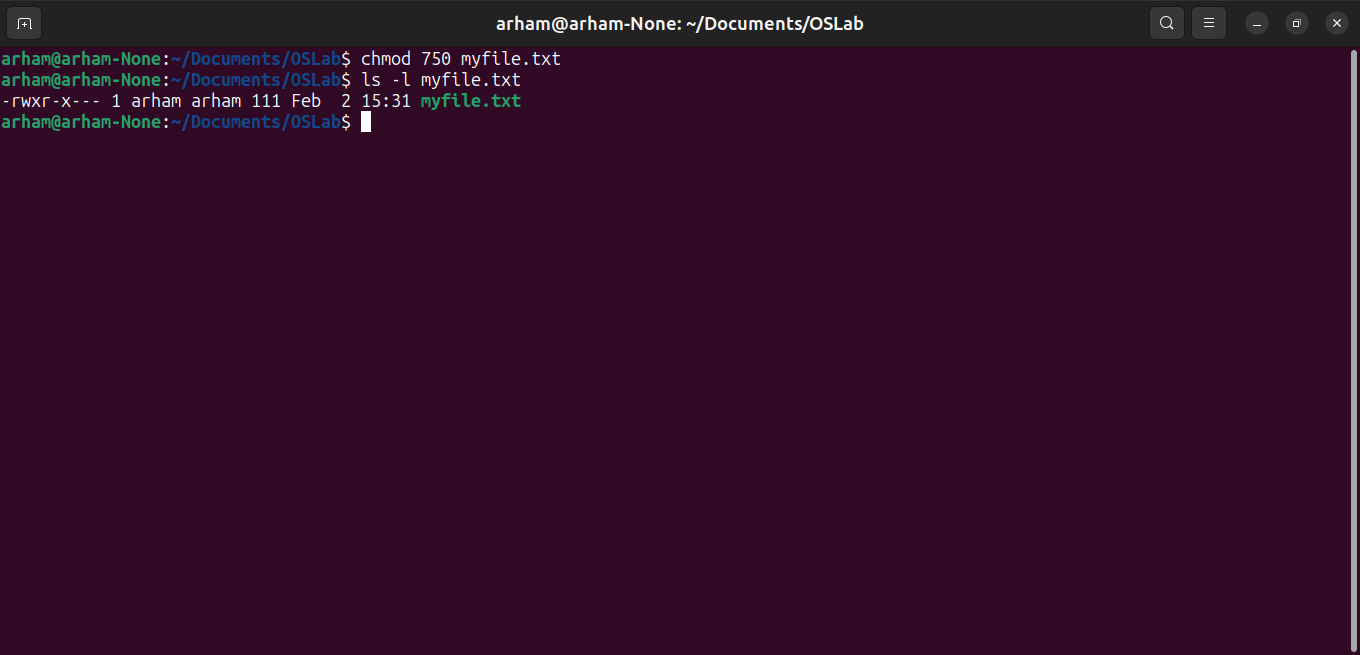 arham@arham-None: ~/Documents/OSLab
arham@arham-None:~/Documents/OSLab$ chmod 750 myfile.txt
arham@arham-None:~/Documents/OSLab$ ls -l myfile.txt
-rwxr-x--- 1 arham arham 111 Feb  2 15:31 myfile.txt
arham@arham-None:~/Documents/OSLab$